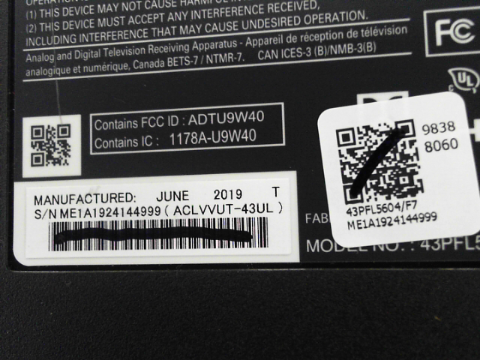 (1) THIS DEVICE MAY NOT CAUSE HARMFUL
(2) THIS DEVICE MUST ACCEPT ANY INTERFERENCE RECEIVED,
INCLUDING INTERFERENCE THAT MAY CAUSE UNDESIRED OPERATION.
Analog and Digital Television Receiving Apparatus - Appareil de réception de télévision
analogique et numérique, Canada BETS-7 / NTMR-7. CAN ICES-3 (B)/NMB-3(B)
FC
UL
Contains FCC ID : ADTU9W40
Contains IC : 1178A-U9W40
9838
8060
43PFL5604/F7
ME1A1924144999
MANUFACTURED: JUNE 2019 T
S/N ME1A1924144999 ( ACLVVUT-43UL )
MODEL NO. : 43PFL5